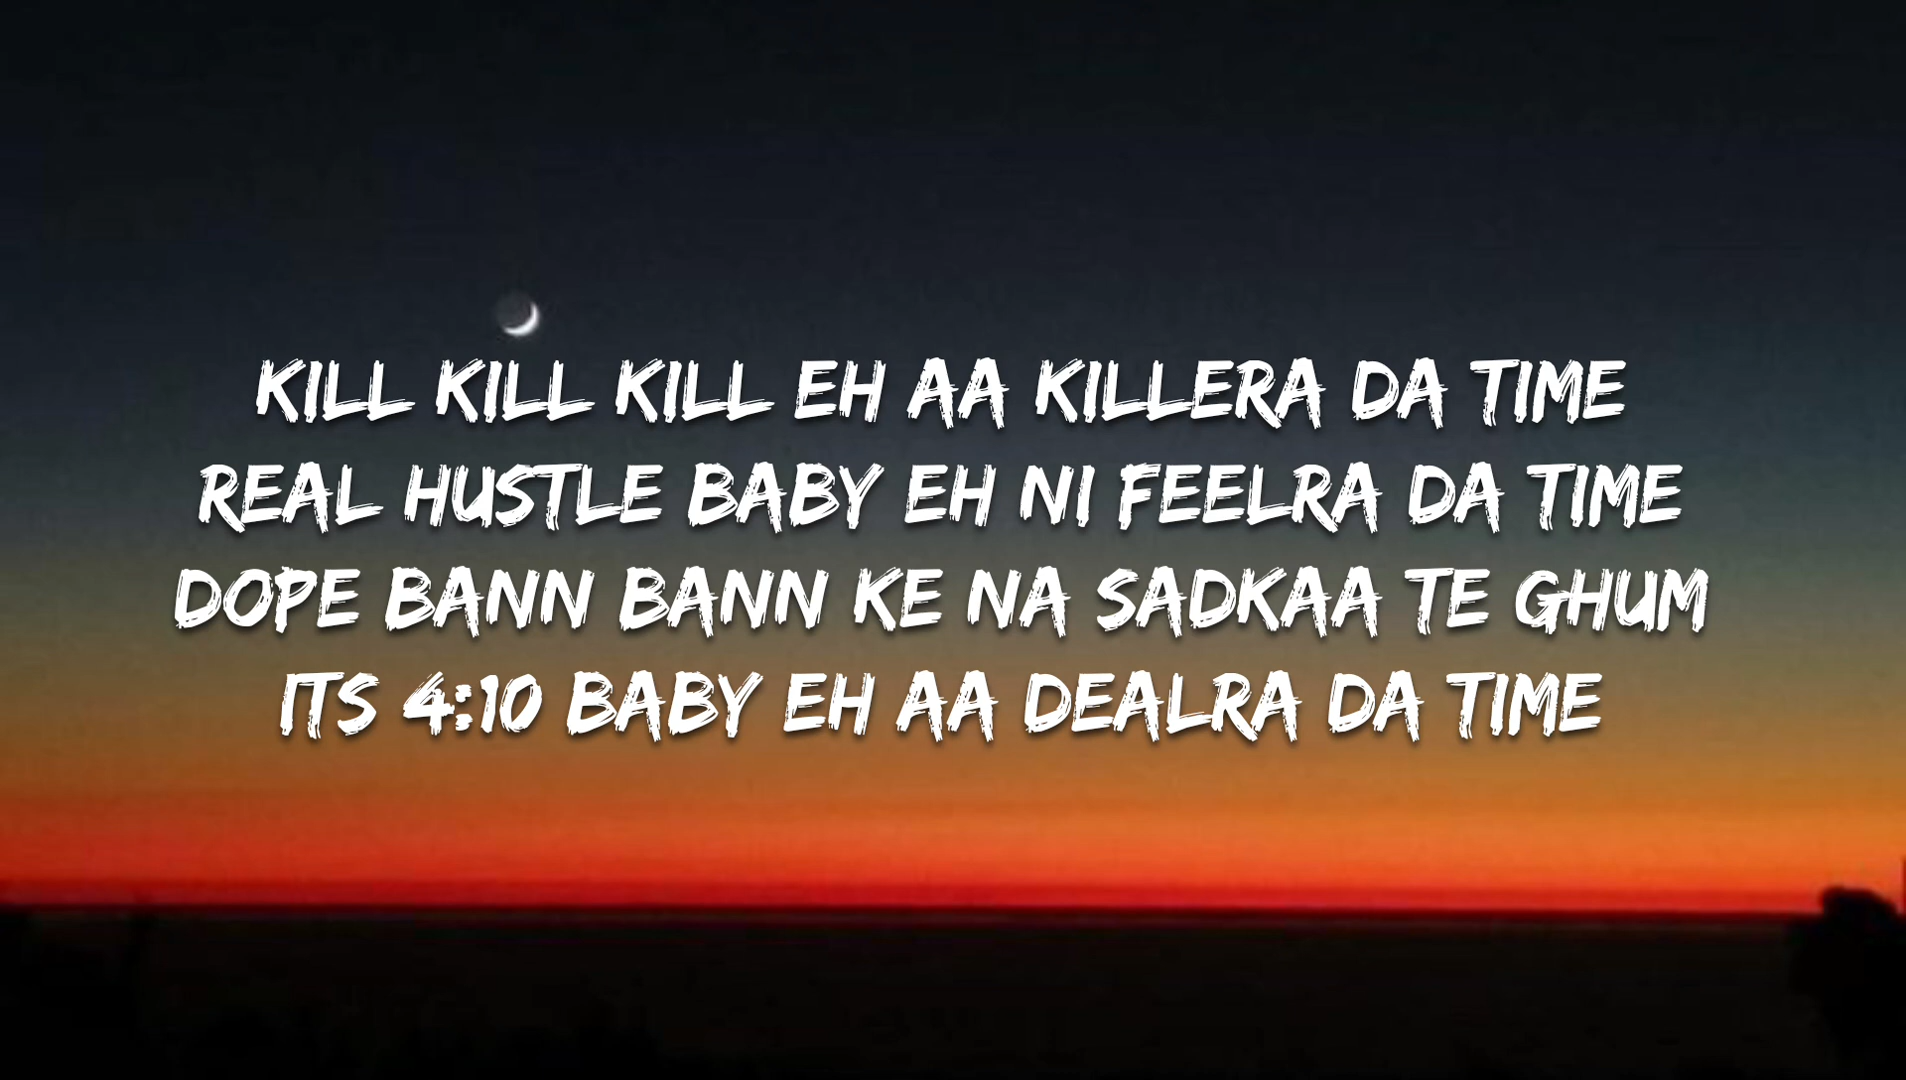 KILL KILL KILL EH AA KILLERA DA TIME
REAL HUSTLE BABY EH NI FEELRA DA TIME
DOPE BANN BANN KE NA SADKAA TE GHUM
ITS 4:10 BABY EH AA DEALRA DA TIME